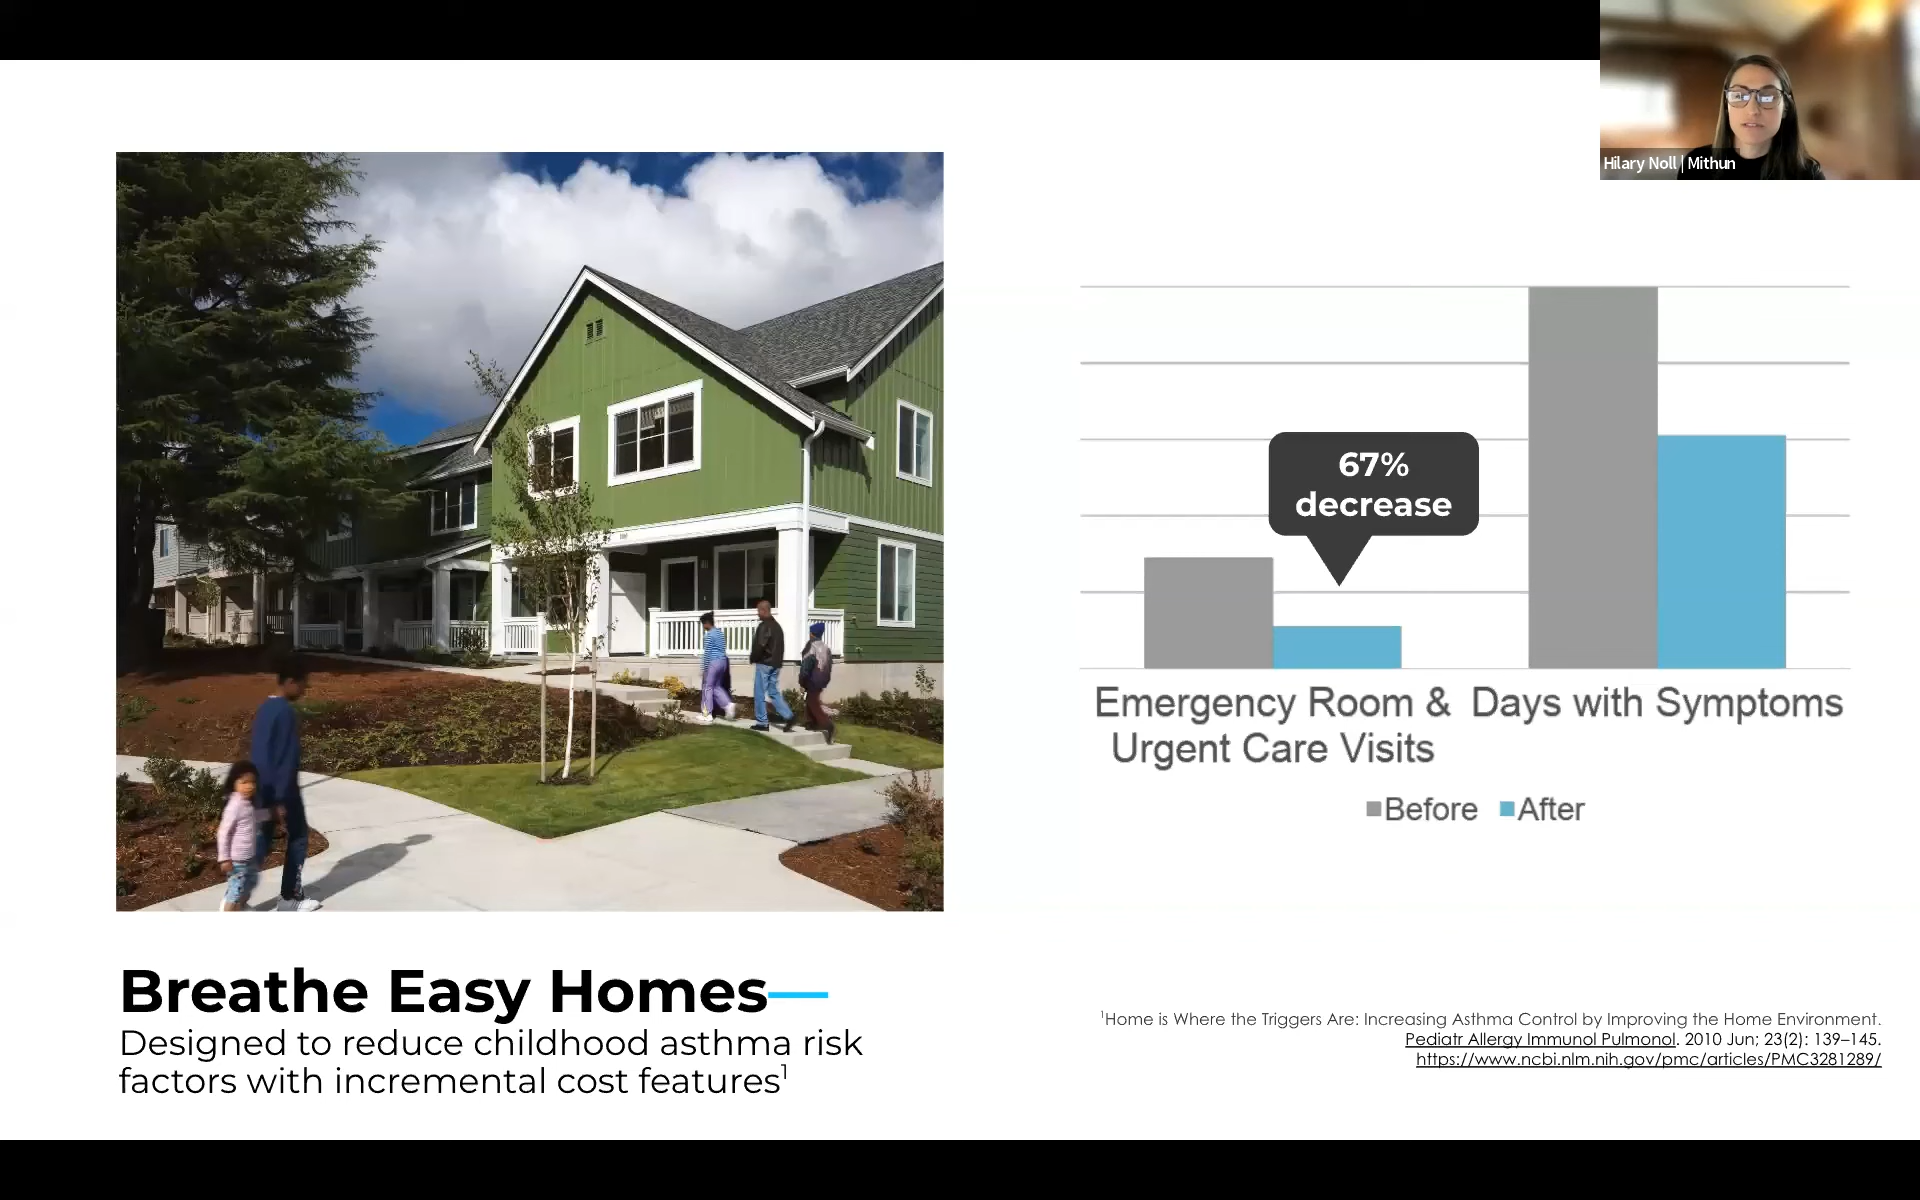 Hilary Noll | Mithun
67%
decrease
Emergency Room &
Urgent Care Visits
Days with Symptoms
Before
After
Breathe Easy Homes—
Designed to reduce childhood asthma risk
factors with incremental cost features¹
¹Home is Where the Triggers Are: Increasing Asthma Control by Improving the Home Environment.
Pediatr Allergy Immunol Pulmonol. 2010 Jun; 23(2): 139–145.
https://www.ncbi.nlm.nih.gov/pmc/articles/PMC3281289/